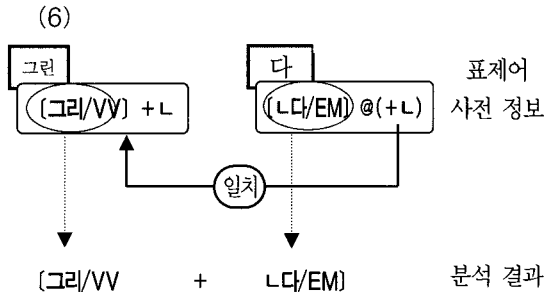 (6)
그린 다 표제어
[그리/VV] +ㄴ [ㄴ다/EM] @(+ㄴ) 사전 정보
일치
[그리/VV + ㄴ다/EM] 분석 결과